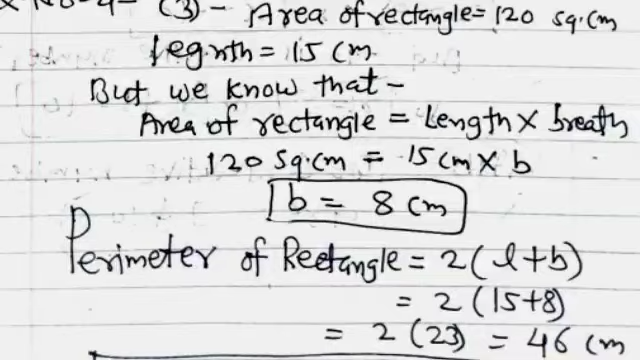 (3) - Area of rectangle = 120 sq.cm
legnth = 15 cm
But we know that -
Area of rectangle = Length X breath
120 sq.cm = 15 cm X b
b = 8 cm
Perimeter of Rectangle = 2 ( l + b )
= 2 ( 15+8 )
= 2 ( 23 ) = 46 cm